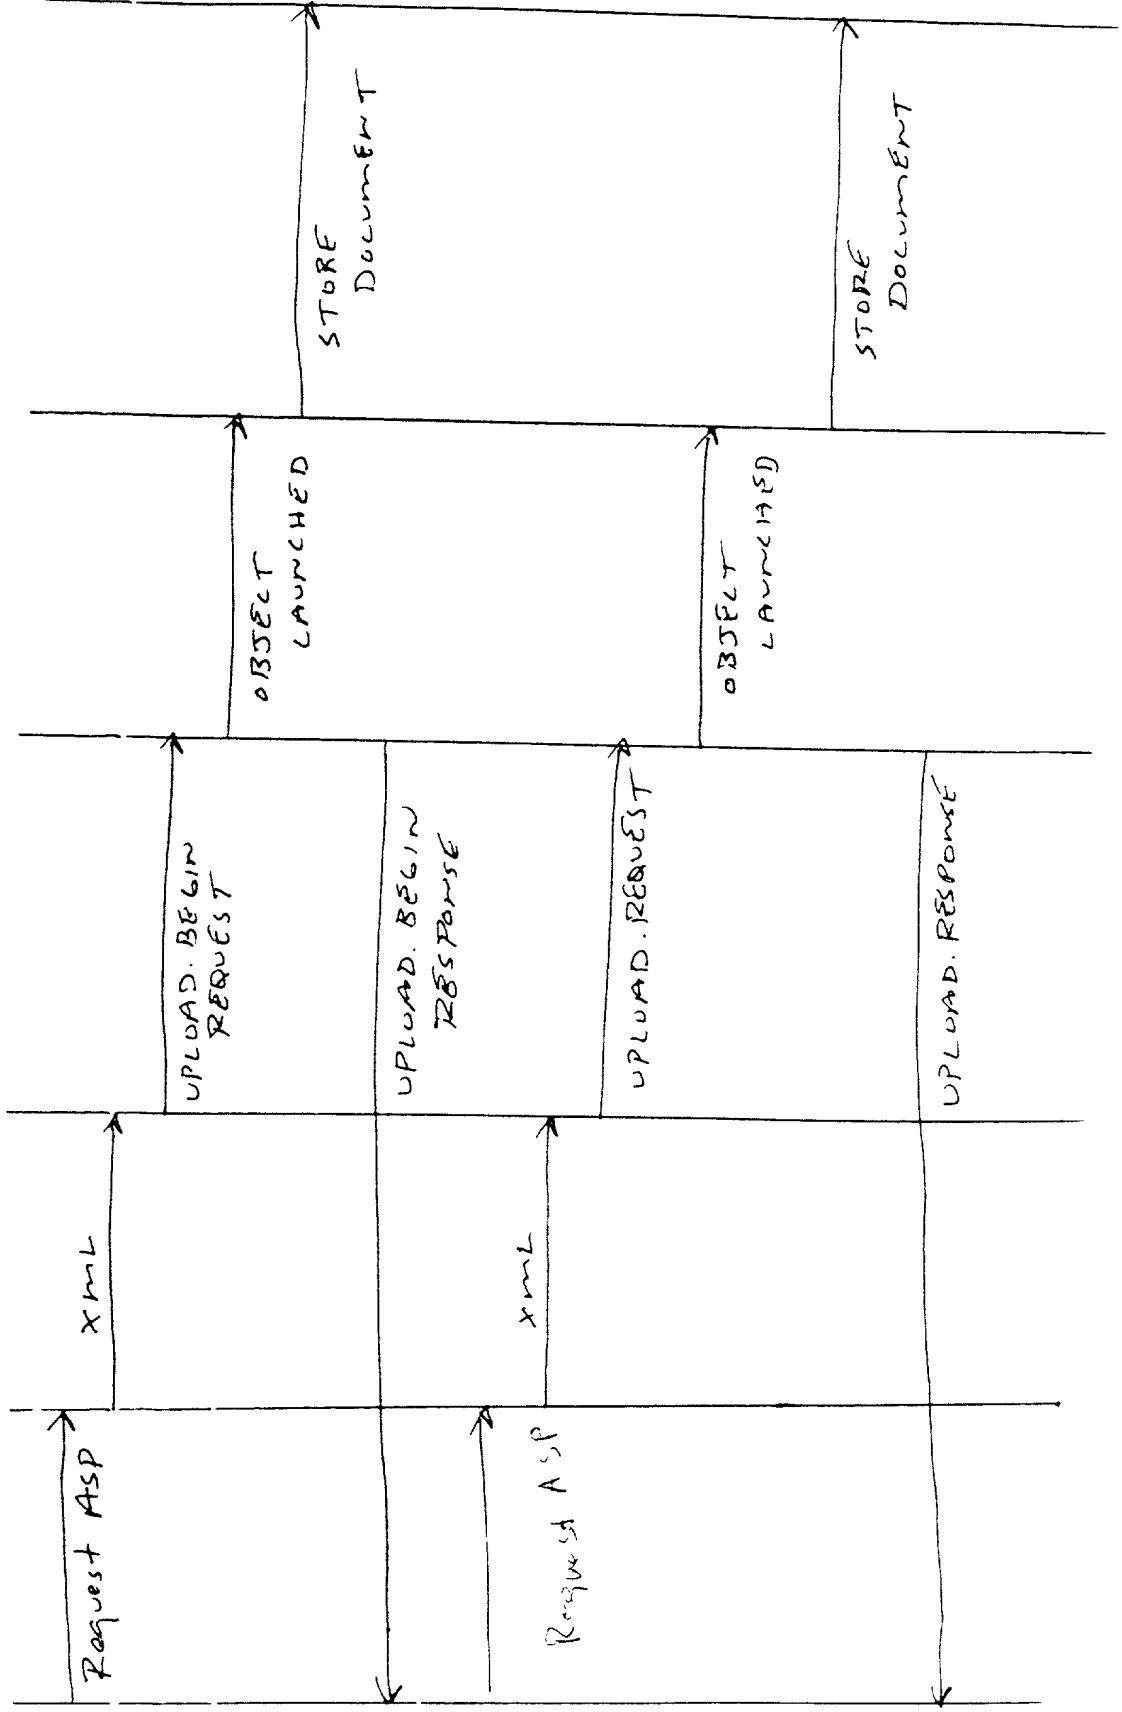 Request ASP
XML
UPLOAD.BEGIN
REQUEST
OBJECT
LAUNCHED
STORE
DOCUMENT
UPLOAD.BEGIN
RESPONSE
Request ASP
XML
UPLOAD.REQUEST
OBJECT
LAUNCHED
STORE
DOCUMENT
UPLOAD.RESPONSE